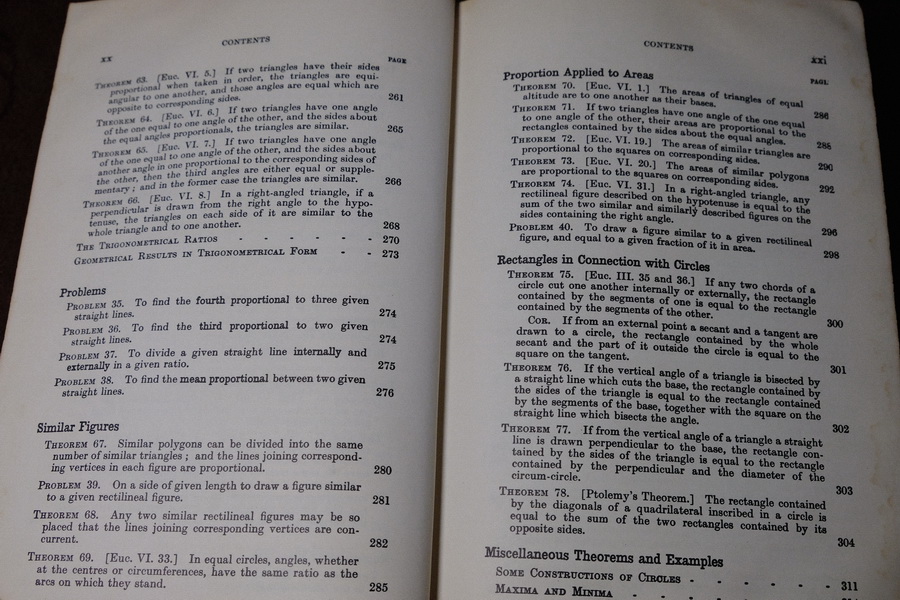 xx
CONTENTS
PAGE
THEOREM 63. [Euc. VI. 5.] If two triangles have their sides
proportional when taken in order, the triangles are equi-
angular to one another, and those angles are equal which are
opposite to corresponding sides. 261
THEOREM 64. [Euc. VI. 6.] If two triangles have one angle
of the one equal to one angle of the other, and the sides about
the equal angles proportionals, the triangles are similar. 265
THEOREM 65. [Euc. VI. 7.] If two triangles have one angle
of the one equal to one angle of the other, and the sides about
another angle in one proportional to the corresponding sides of
the other, then the third angles are either equal or supple-
mentary; and in the former case the triangles are similar. 266
THEOREM 66. [Euc. VI. 8.] In a right-angled triangle, if a
perpendicular is drawn from the right angle to the hypo-
tenuse, the triangles on each side of it are similar to the
whole triangle and to one another. 268
THE TRIGONOMETRICAL RATIOS - - - - - - 270
GEOMETRICAL RESULTS IN TRIGONOMETRICAL FORM - - 273
Problems
PROBLEM 35. To find the fourth proportional to three given
straight lines. 274
PROBLEM 36. To find the third proportional to two given
straight lines. 274
PROBLEM 37. To divide a given straight line internally and
externally in a given ratio. 275
PROBLEM 38. To find the mean proportional between two given
straight lines. 276
Similar Figures
THEOREM 67. Similar polygons can be divided into the same
number of similar triangles; and the lines joining correspond-
ing vertices in each figure are proportional. 280
PROBLEM 39. On a side of given length to draw a figure similar
to a given rectilineal figure. 281
THEOREM 68. Any two similar rectilineal figures may be so
placed that the lines joining corresponding vertices are con-
current. 282
THEOREM 69. [Euc. VI. 33.] In equal circles, angles, whether
at the centres or circumferences, have the same ratio as the
arcs on which they stand. 285
CONTENTS
xxi
PAGE
Proportion Applied to Areas
THEOREM 70. [Euc. VI. 1.] The areas of triangles of equal
altitude are to one another as their bases. 286
THEOREM 71. If two triangles have one angle of the one equal
to one angle of the other, their areas are proportional to the
rectangles contained by the sides about the equal angles. 288
THEOREM 72. [Euc. VI. 19.] The areas of similar triangles are
proportional to the squares on corresponding sides. 290
THEOREM 73. [Euc. VI. 20.] The areas of similar polygons
are proportional to the squares on corresponding sides. 292
THEOREM 74. [Euc. VI. 31.] In a right-angled triangle, any
rectilineal figure described on the hypotenuse is equal to the
sum of the two similar and similarly described figures on the
sides containing the right angle. 296
PROBLEM 40. To draw a figure similar to a given rectilineal
figure, and equal to a given fraction of it in area. 298
Rectangles in Connection with Circles
THEOREM 75. [Euc. III. 35 and 36.] If any two chords of a
circle cut one another internally or externally, the rectangle
contained by the segments of one is equal to the rectangle
contained by the segments of the other. 300
COR. If from an external point a secant and a tangent are
drawn to a circle, the rectangle contained by the whole
secant and the part of it outside the circle is equal to the
square on the tangent. 301
THEOREM 76. If the vertical angle of a triangle is bisected by
a straight line which cuts the base, the rectangle contained by
the sides of the triangle is equal to the rectangle contained
by the segments of the base, together with the square on the
straight line which bisects the angle. 302
THEOREM 77. If from the vertical angle of a triangle a straight
line is drawn perpendicular to the base, the rectangle con-
tained by the sides of the triangle is equal to the rectangle
contained by the perpendicular and the diameter of the
circum-circle. 303
THEOREM 78. [Ptolemy's Theorem.] The rectangle contained
by the diagonals of a quadrilateral inscribed in a circle is
equal to the sum of the two rectangles contained by its
opposite sides. 304
Miscellaneous Theorems and Examples
SOME CONSTRUCTIONS OF CIRCLES - - - - - 311
MAXIMA AND MINIMA - - - - - -